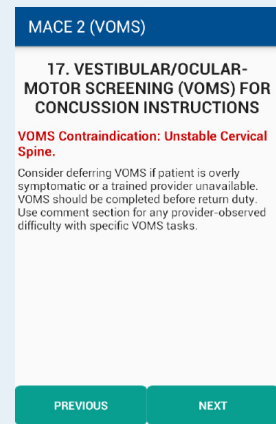 MACE 2 (VOMS)
17. VESTIBULAR/OCULAR-
MOTOR SCREENING (VOMS) FOR
CONCUSSION INSTRUCTIONS
VOMS Contraindication: Unstable Cervical
Spine.
Consider deferring VOMS if patient is overly
symptomatic or a trained provider unavailable.
VOMS should be completed before return duty.
Use comment section for any provider-observed
difficulty with specific VOMS tasks.
PREVIOUS NEXT